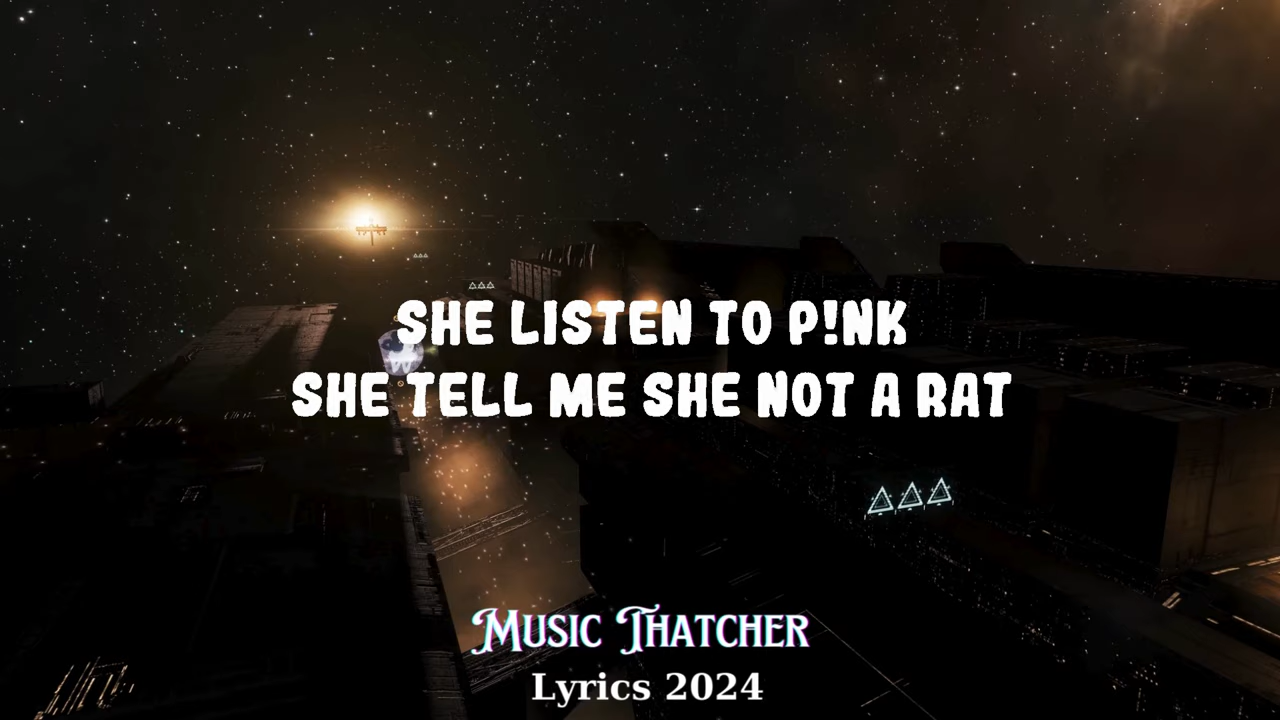 SHE LISTEN TO P!NK
SHE TELL ME SHE NOT A RAT
Music Thatcher
Lyrics 2024